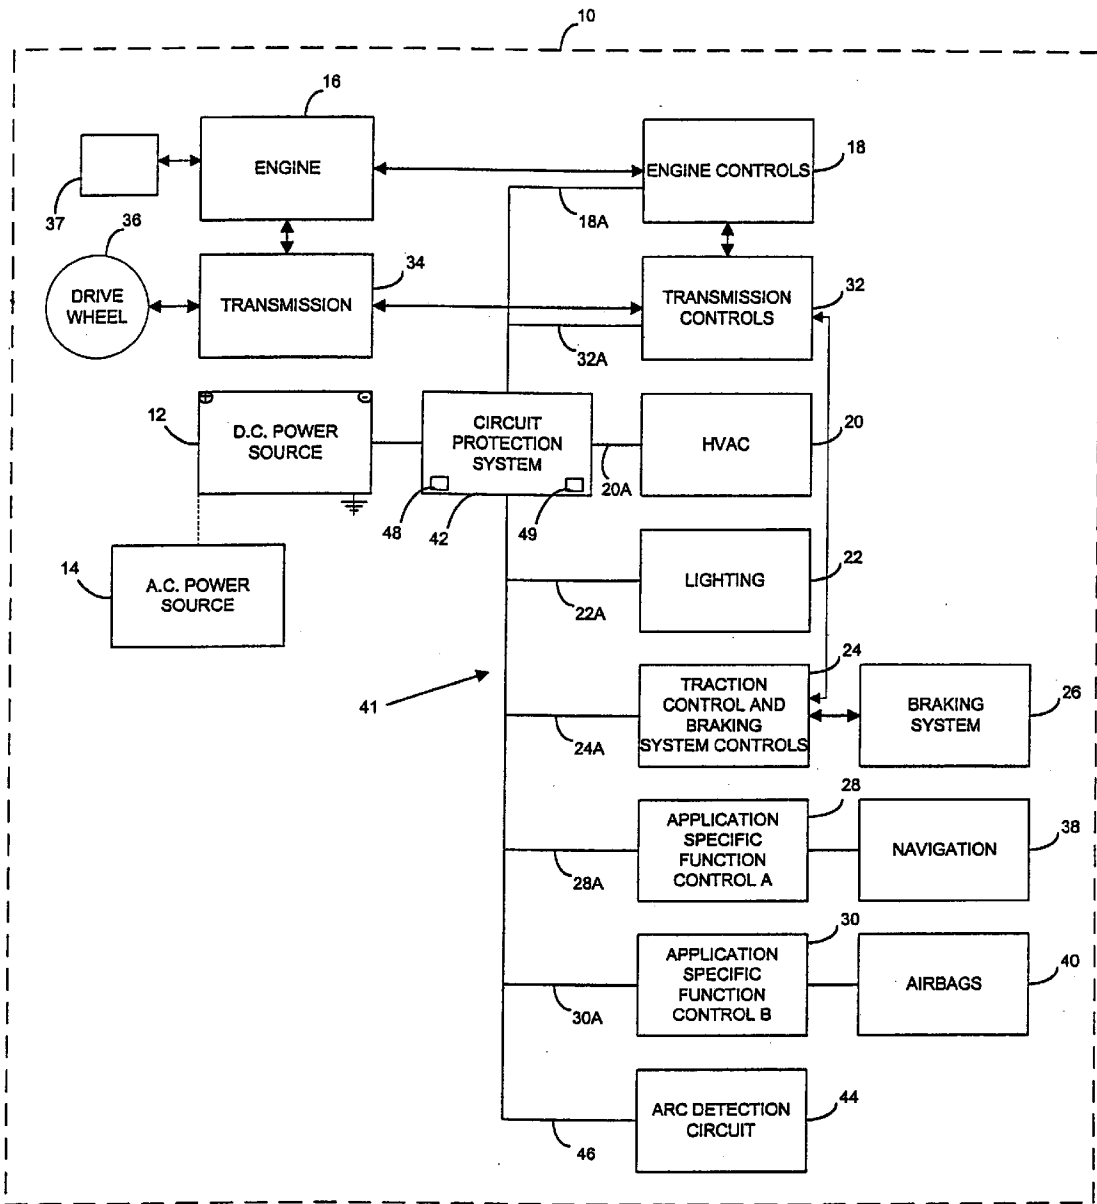 10
16
ENGINE
37
ENGINE CONTROLS
18
18A
36
DRIVE
WHEEL
TRANSMISSION
34
TRANSMISSION
CONTROLS
32
32A
12
+
-
D.C. POWER
SOURCE
CIRCUIT
PROTECTION
SYSTEM
48
42
49
20A
HVAC
20
14
A.C. POWER
SOURCE
LIGHTING
22
22A
41
TRACTION
CONTROL AND
BRAKING
SYSTEM CONTROLS
24
24A
BRAKING
SYSTEM
26
APPLICATION
SPECIFIC
FUNCTION
CONTROL A
28
28A
NAVIGATION
38
APPLICATION
SPECIFIC
FUNCTION
CONTROL B
30
30A
AIRBAGS
40
ARC DETECTION
CIRCUIT
44
46